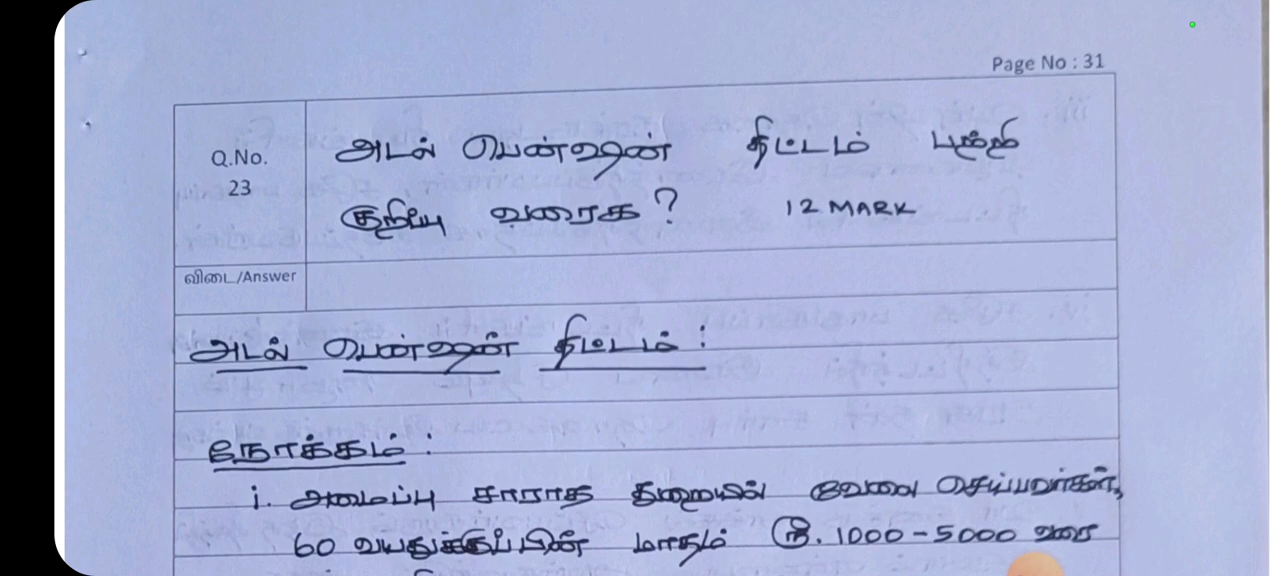 Page No : 31
Q.No.
23
அடல் பென்ஷன் திட்டம் பற்றி
குறிப்பு வரைக? 12 MARK
விடை/Answer
அடல் பென்ஷன் திட்டம் :
நோக்கம் :
i. அமைப்பு சாராத துறையில் வேலை செய்பவர்கள்,
60 வயதுக்குப்பின் மாதம் ரூ. 1000 - 5000 வரை